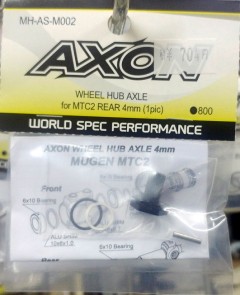 MH-AS-M002
AXON
WHEEL HUB AXLE
for MTC2 REAR 4mm (1pic)
●800
WORLD SPEC PERFORMANCE
AXON WHEEL HUB AXLE 4mm
MUGEN MTC2
Front
6x10 Bearing
6x10 Bearing